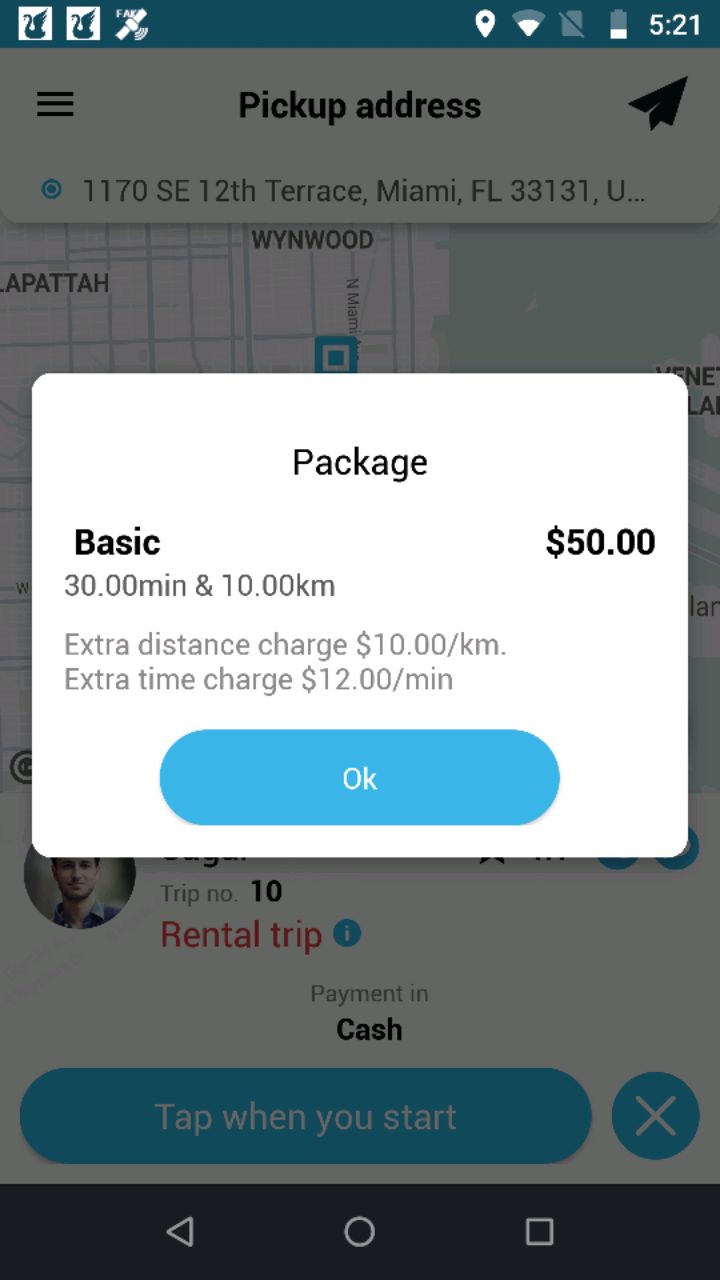 FAKE
5:21
Pickup address
1170 SE 12th Terrace, Miami, FL 33131, U...
WYNWOOD
LAPATTAH
N Miami Ave
Package
Basic $50.00
30.00min & 10.00km
Extra distance charge $10.00/km.
Extra time charge $12.00/min
Ok
Trip no. 10
Rental trip
Payment in
Cash
Tap when you start